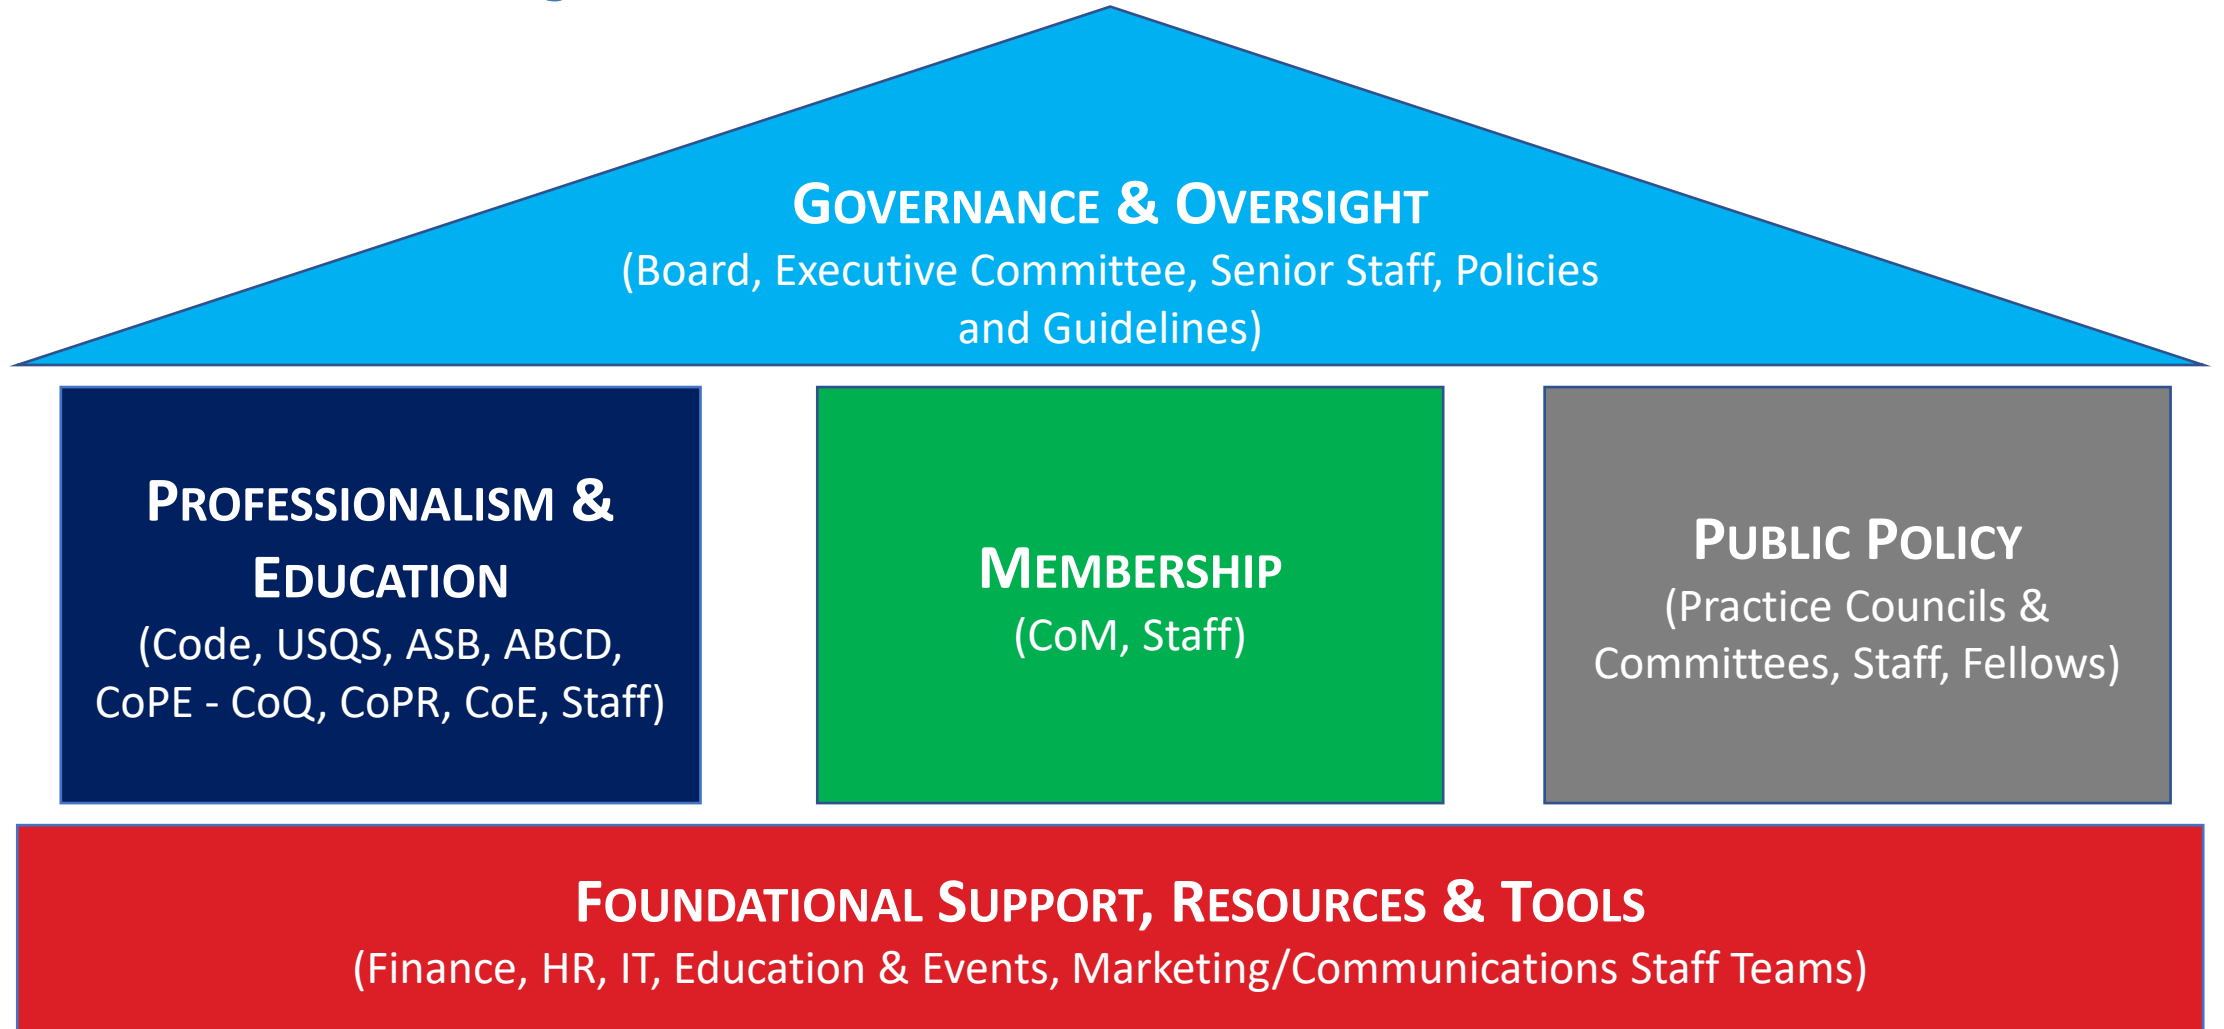 GOVERNANCE & OVERSIGHT
(Board, Executive Committee, Senior Staff, Policies
and Guidelines)
PROFESSIONALISM &
EDUCATION
(Code, USQS, ASB, ABCD,
CoPE - CoQ, CoPR, CoE, Staff)
MEMBERSHIP
(CoM, Staff)
PUBLIC POLICY
(Practice Councils &
Committees, Staff, Fellows)
FOUNDATIONAL SUPPORT, RESOURCES & TOOLS
(Finance, HR, IT, Education & Events, Marketing/Communications Staff Teams)